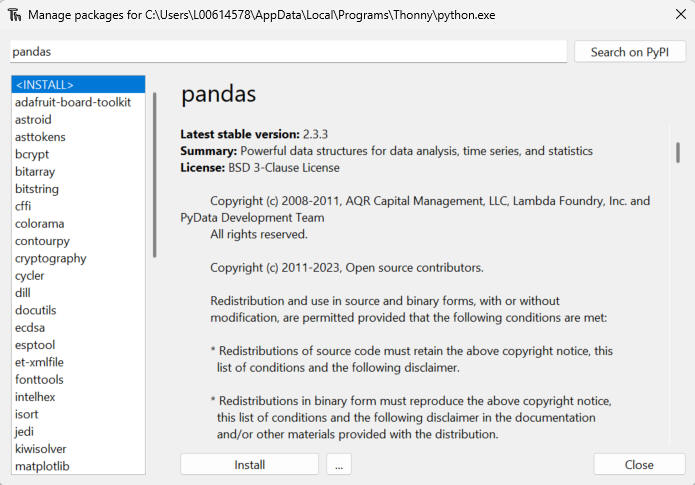 Manage packages for C:\Users\L00614578\AppData\Local\Programs\Thonny\python.exe
pandas
Search on PyPI
<INSTALL>
adafruit-board-toolkit
astroid
asttokens
bcrypt
bitarray
bitstring
cffi
colorama
contourpy
cryptography
cycler
dill
docutils
ecdsa
esptool
et-xmlfile
fonttools
intelhex
isort
jedi
kiwisolver
matplotlib
pandas
Latest stable version: 2.3.3
Summary: Powerful data structures for data analysis, time series, and statistics
License: BSD 3-Clause License
Copyright (c) 2008-2011, AQR Capital Management, LLC, Lambda Foundry, Inc. and
PyData Development Team
All rights reserved.
Copyright (c) 2011-2023, Open source contributors.
Redistribution and use in source and binary forms, with or without
modification, are permitted provided that the following conditions are met:
* Redistributions of source code must retain the above copyright notice, this
list of conditions and the following disclaimer.
* Redistributions in binary form must reproduce the above copyright notice,
this list of conditions and the following disclaimer in the documentation
and/or other materials provided with the distribution.
Install
...
Close